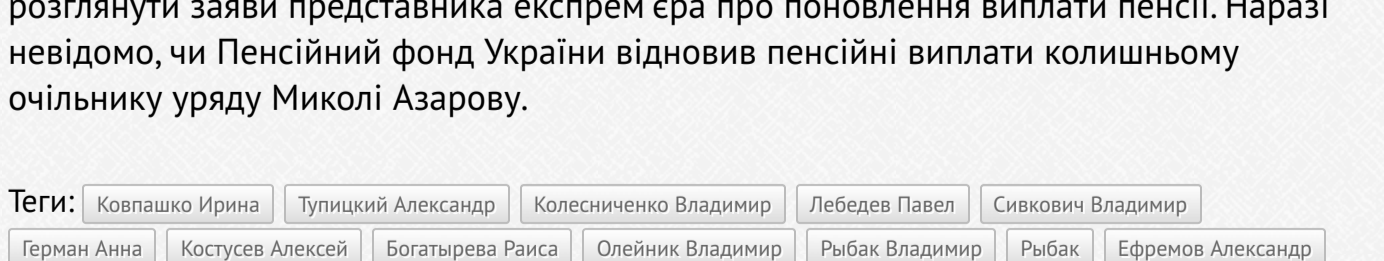 розглянути заяви представника експрем'єра про поновлення виплати пенсії. Наразі
невідомо, чи Пенсійний фонд України відновив пенсійні виплати колишньому
очільнику уряду Миколі Азарову.
Теги: Ковпашко Ирина Тупицкий Александр Колесниченко Владимир Лебедев Павел Сивкович Владимир
Герман Анна Костусев Алексей Богатырева Раиса Олейник Владимир Рыбак Владимир Рыбак Ефремов Александр